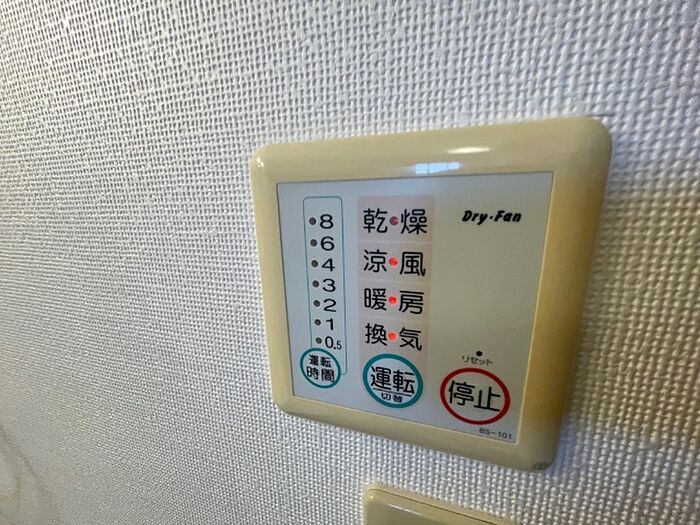 8
6
4
3
2
1
0.5
運転
時間
乾・燥
涼・風
暖・房
換・気
運転
切替
Dry・Fan
リセット
停止
BS-101